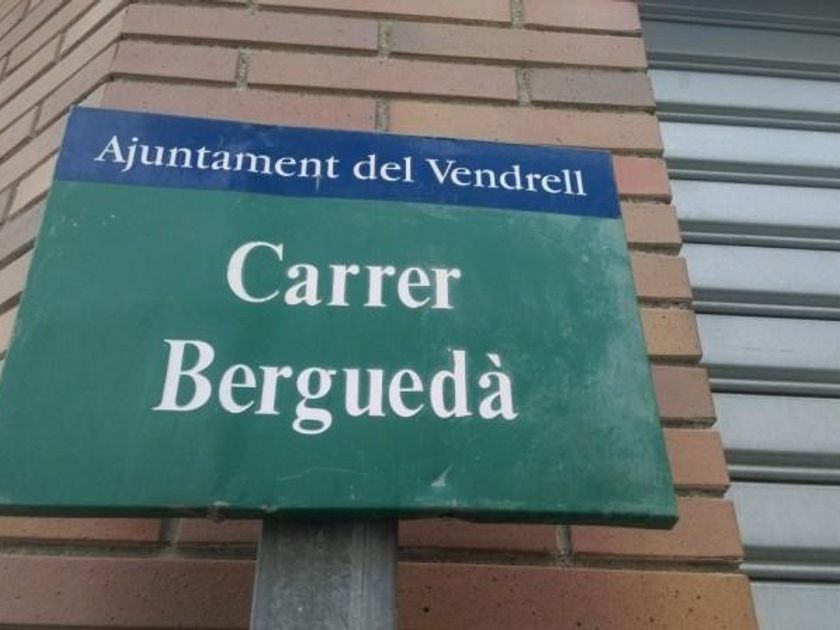 Ajuntament del Vendrell
Carrer
Berguedà